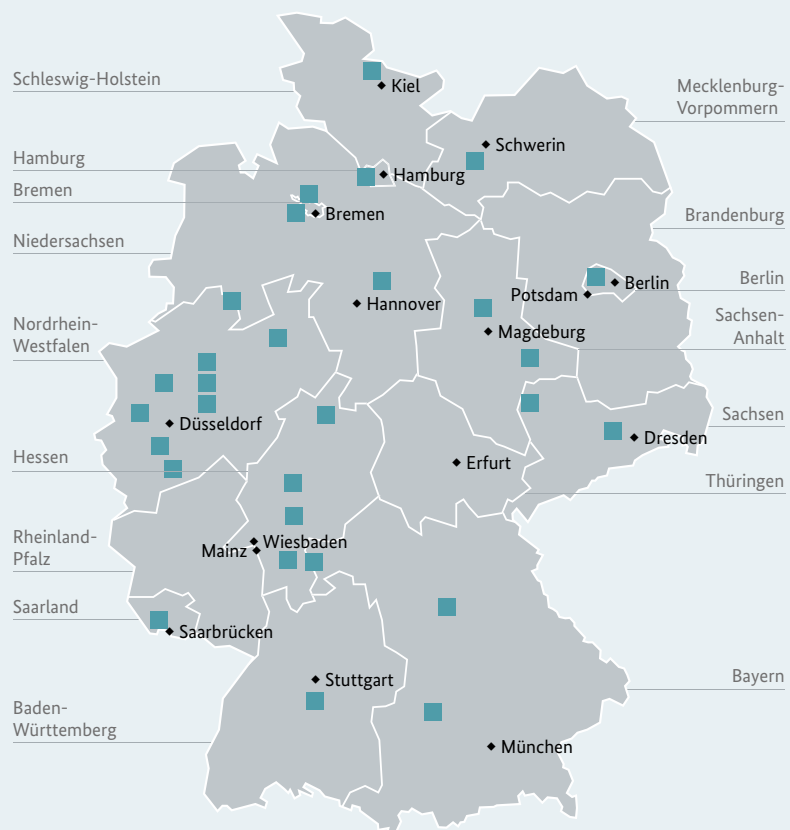 Schleswig-Holstein
Kiel
Mecklenburg-
Vorpommern
Schwerin
Hamburg
Hamburg
Bremen
Bremen
Brandenburg
Niedersachsen
Berlin
Berlin
Potsdam
Hannover
Sachsen-
Anhalt
Magdeburg
Nordrhein-
Westfalen
Düsseldorf
Sachsen
Dresden
Hessen
Erfurt
Thüringen
Rheinland-
Pfalz
Wiesbaden
Mainz
Saarland
Saarbrücken
Stuttgart
Bayern
Baden-
Württemberg
München